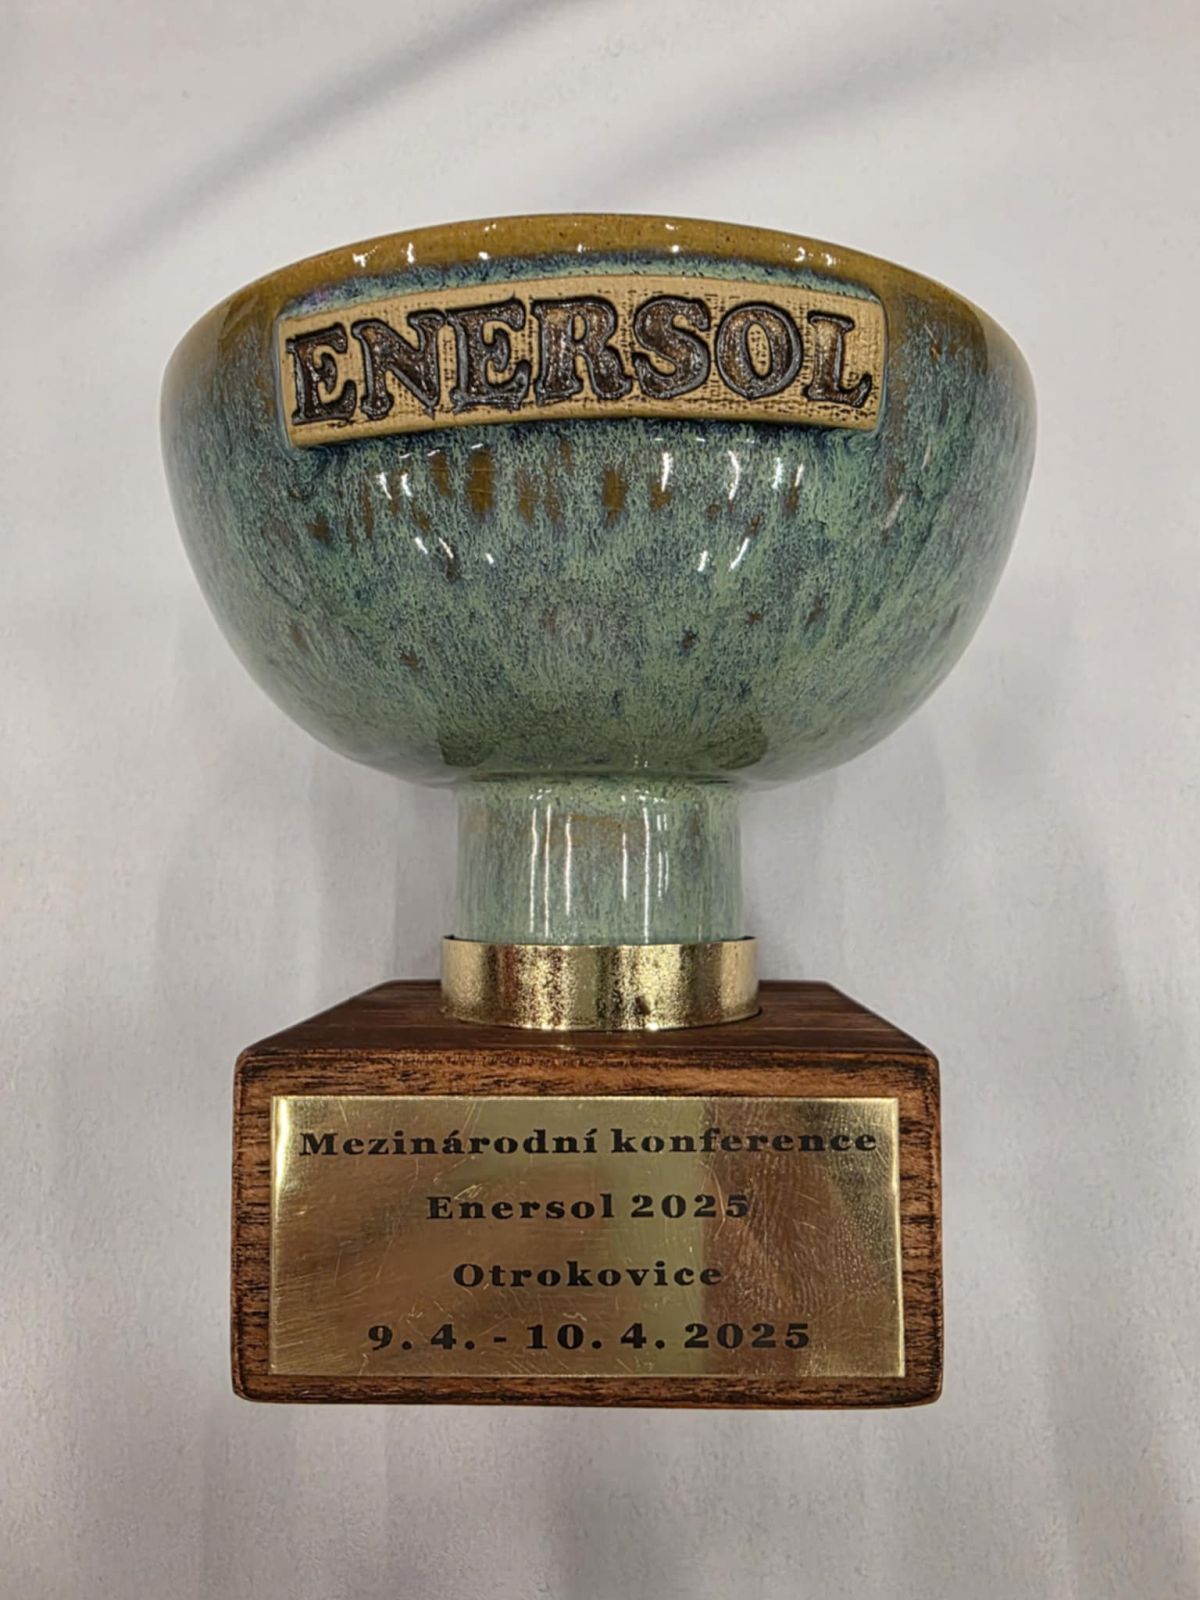 ENERSOL
Mezinárodní konference
Enersol 2025
Otrokovice
9. 4. - 10. 4. 2025